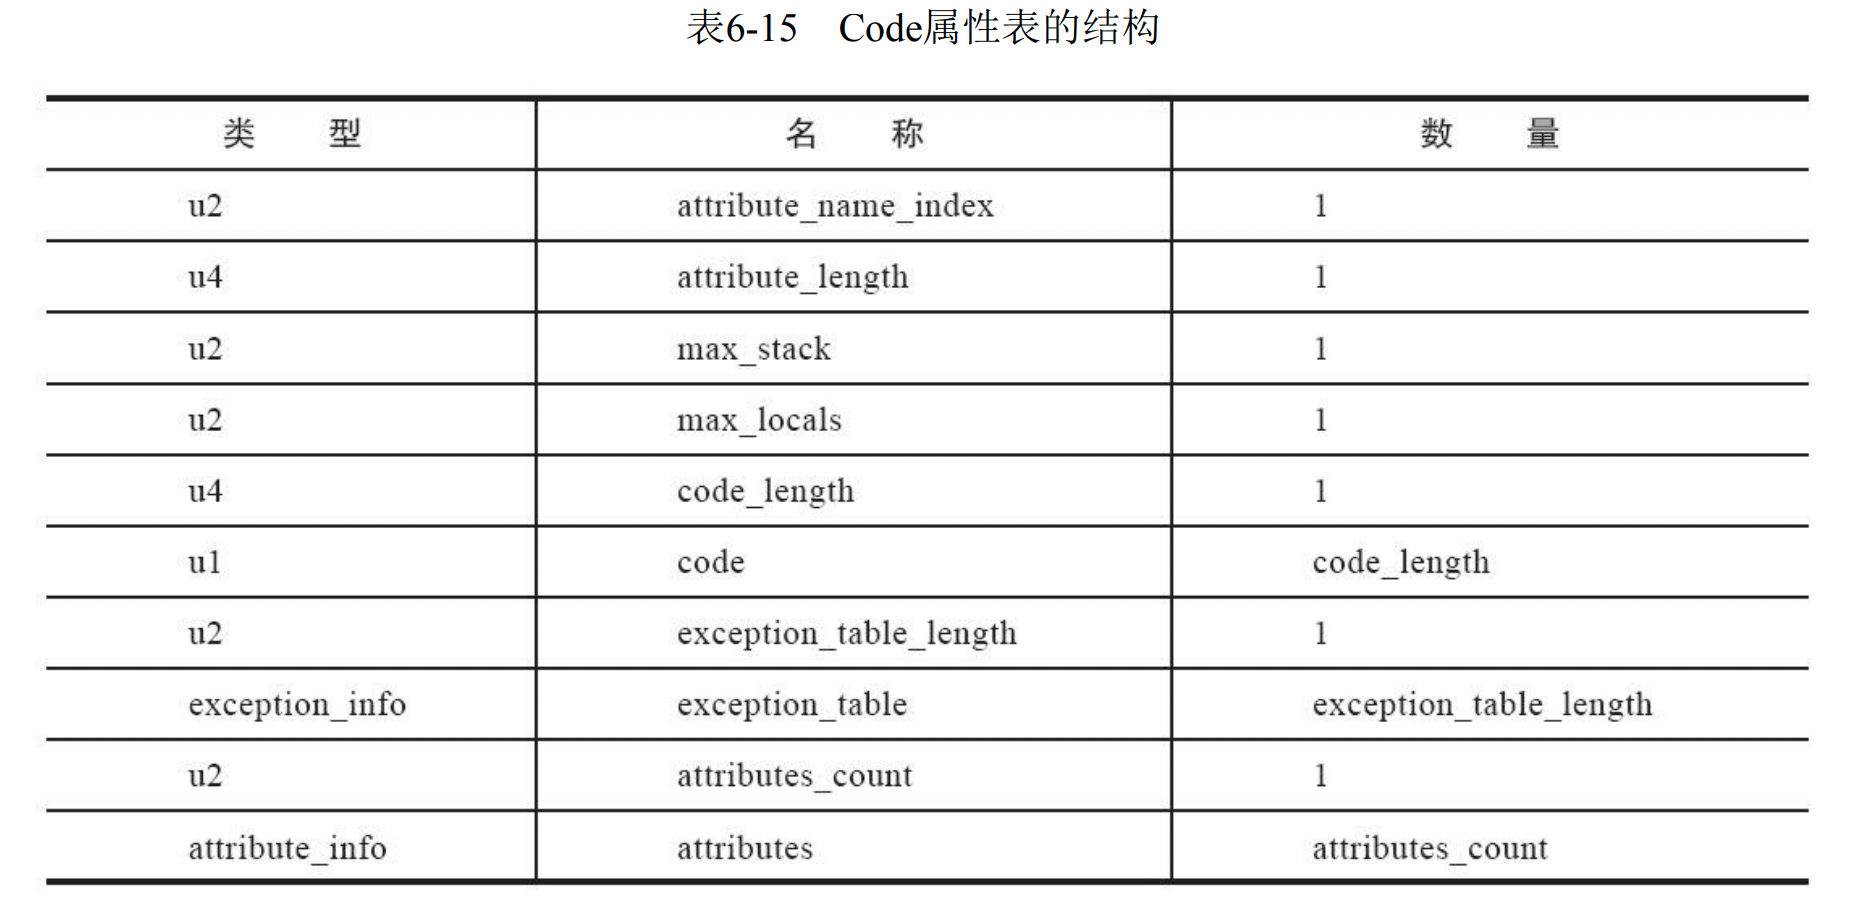 表6-15 Code属性表的结构
类 型 名 称 数 量
u2 attribute_name_index 1
u4 attribute_length 1
u2 max_stack 1
u2 max_locals 1
u4 code_length 1
u1 code code_length
u2 exception_table_length 1
exception_info exception_table exception_table_length
u2 attributes_count 1
attribute_info attributes attributes_count